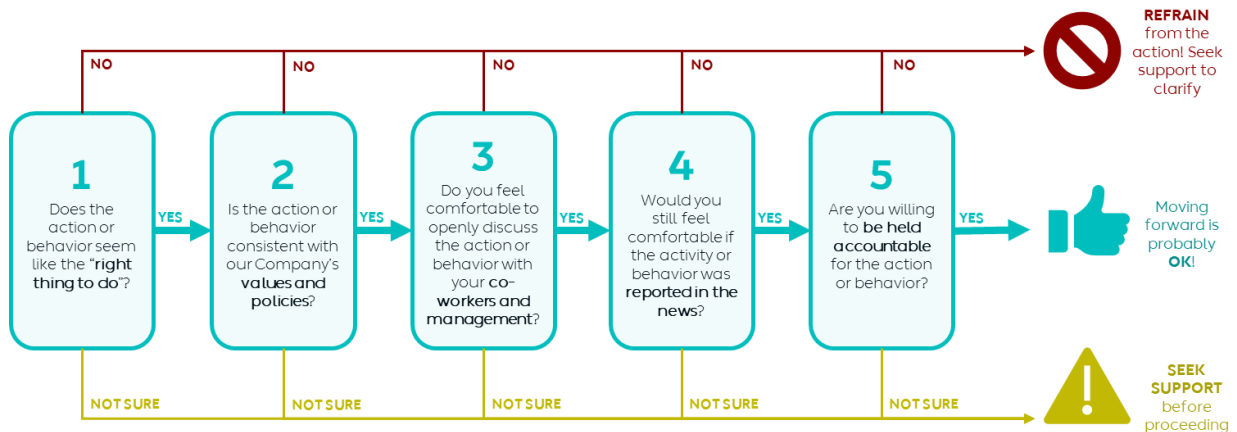 REFRAIN
from the
action! Seek
support to
clarify
NO
NO
NO
NO
NO
1
Does the
action or
behavior seem
like the “right
thing to do”?
YES
2
Is the action or
behavior
consistent with
our Company’s
values and
policies?
YES
3
Do you feel
comfortable to
openly discuss
the action or
behavior with
your co-
workers and
management?
YES
4
Would you
still feel
comfortable if
the activity or
behavior was
reported in the
news?
YES
5
Are you willing
to be held
accountable
for the action
or behavior?
YES
Moving
forward is
probably
OK!
NOT SURE
NOT SURE
NOT SURE
NOT SURE
NOT SURE
SEEK
SUPPORT
before
proceeding